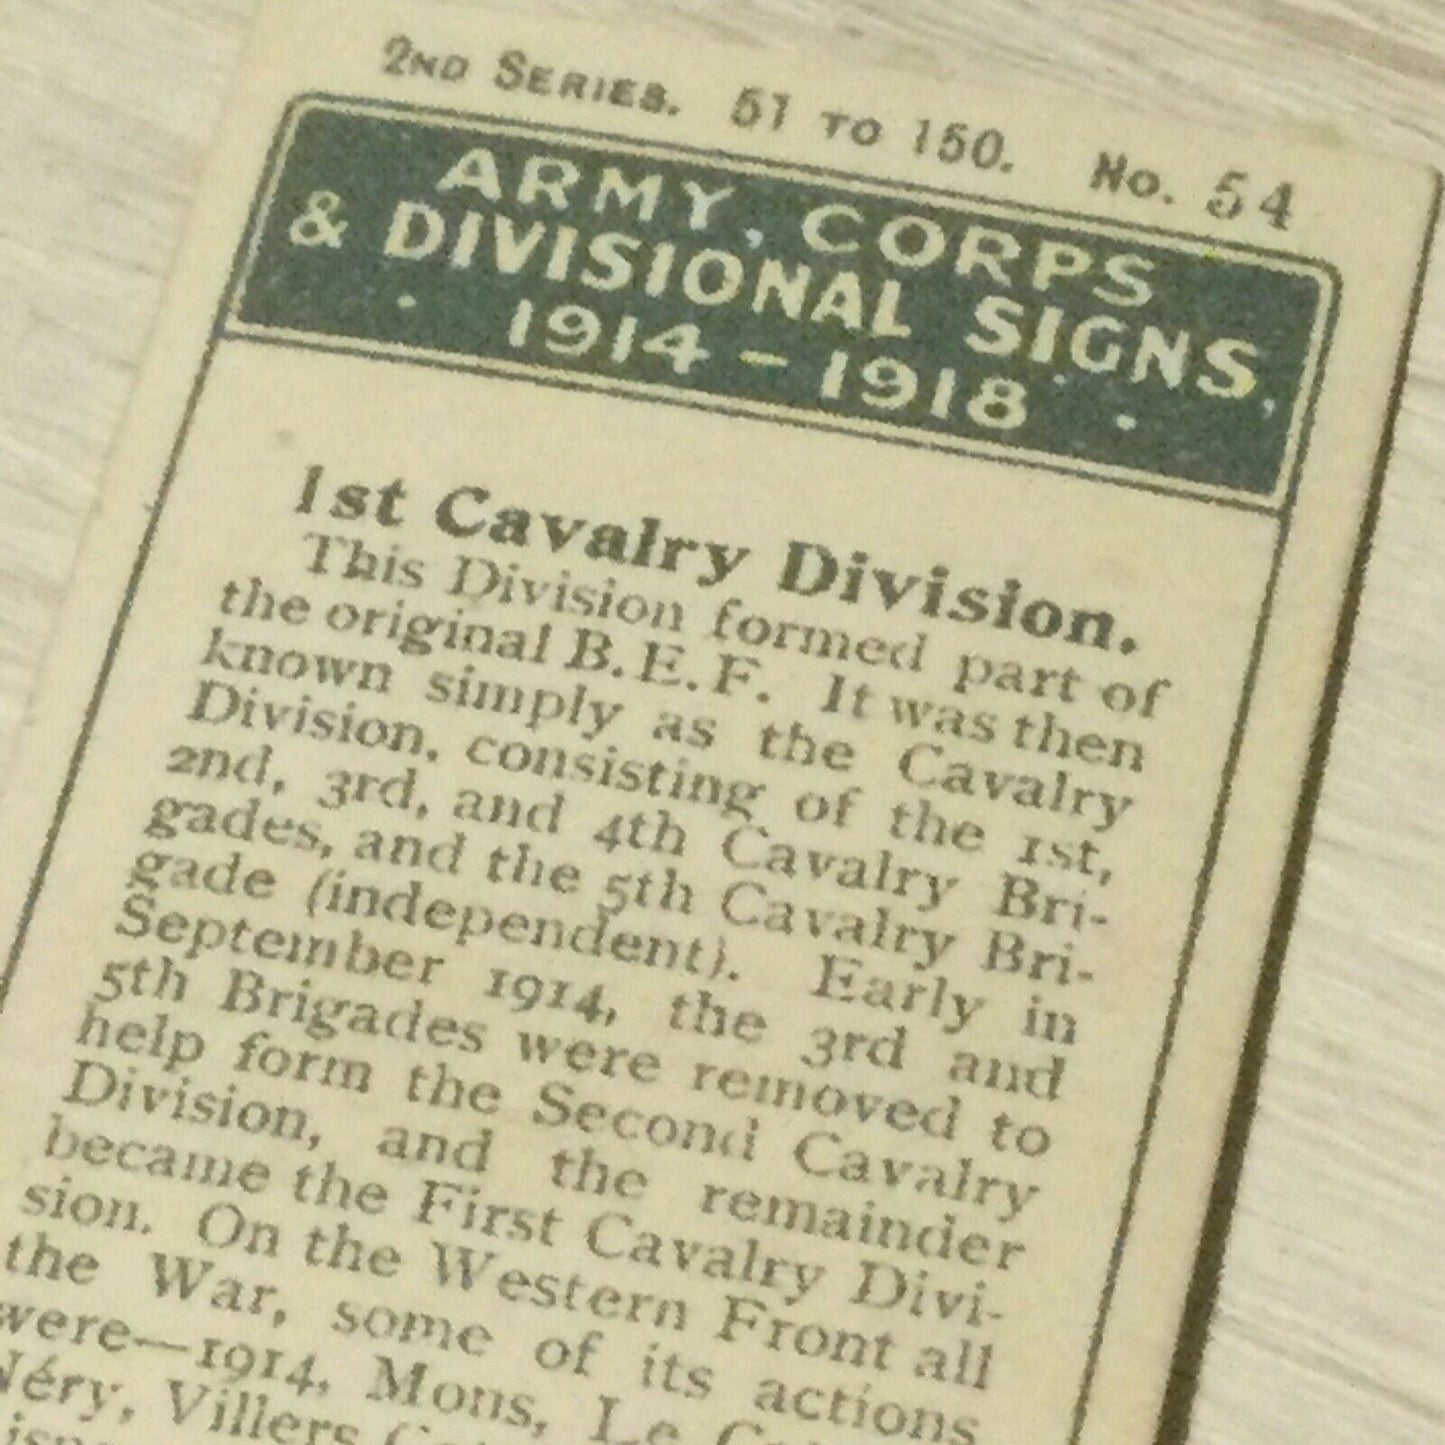 2ND SERIES. 51 TO 150. No. 54
ARMY, CORPS
& DIVISIONAL SIGNS,
· 1914 - 1918 ·
1st Cavalry Division.
This Division formed part of
the original B.E.F. It was then
known simply as the Cavalry
Division, consisting of the 1st,
2nd, 3rd, and 4th Cavalry Bri-
gades, and the 5th Cavalry Bri-
gade (independent). Early in
September 1914, the 3rd and
5th Brigades were removed to
help form the Second Cavalry
Division, and the remainder
became the First Cavalry Divi-
sion. On the Western Front all
the War, some of its actions
were—1914, Mons, Le
Néry, Villers